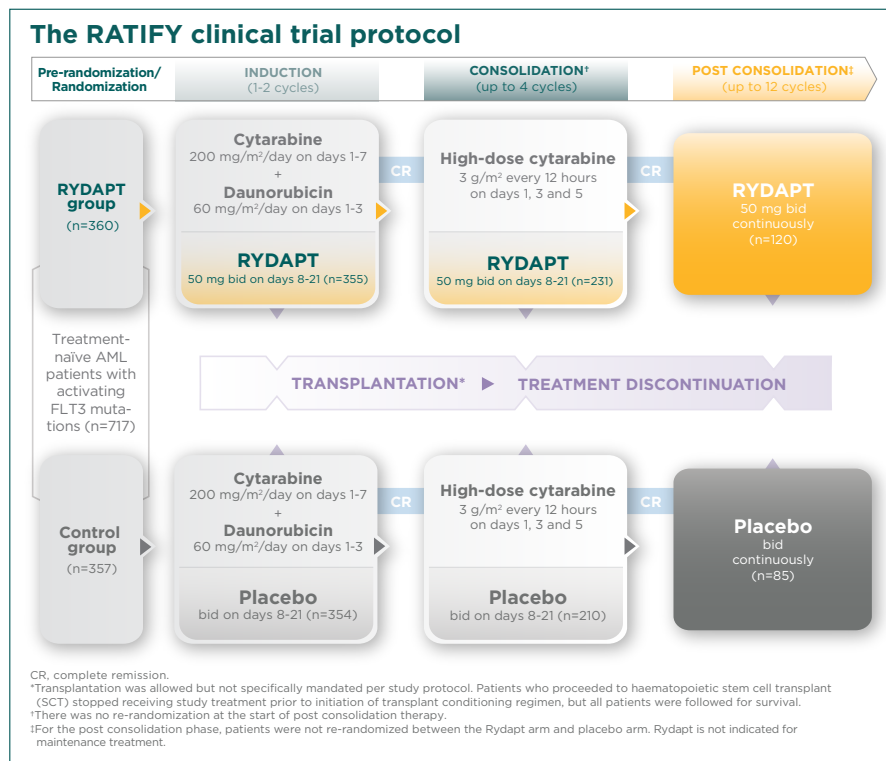 The RATIFY clinical trial protocol
Pre-randomization/
Randomization
INDUCTION
(1-2 cycles)
CONSOLIDATION†
(up to 4 cycles)
POST CONSOLIDATION‡
(up to 12 cycles)
RYDAPT
group
(n=360)
Cytarabine
200 mg/m²/day on days 1-7
+
Daunorubicin
60 mg/m²/day on days 1-3
RYDAPT
50 mg bid on days 8-21 (n=355)
CR
High-dose cytarabine
3 g/m² every 12 hours
on days 1, 3 and 5
RYDAPT
50 mg bid on days 8-21 (n=231)
CR
RYDAPT
50 mg bid
continuously
(n=120)
Treatment-
naïve AML
patients with
activating
FLT3 muta-
tions (n=717)
TRANSPLANTATION*
TREATMENT DISCONTINUATION
Control
group
(n=357)
Cytarabine
200 mg/m²/day on days 1-7
+
Daunorubicin
60 mg/m²/day on days 1-3
Placebo
bid on days 8-21 (n=354)
CR
High-dose cytarabine
3 g/m² every 12 hours
on days 1, 3 and 5
Placebo
bid on days 8-21 (n=210)
CR
Placebo
bid
continuously
(n=85)
CR, complete remission.
*Transplantation was allowed but not specifically mandated per study protocol. Patients who proceeded to haematopoietic stem cell transplant
(SCT) stopped receiving study treatment prior to initiation of transplant conditioning regimen, but all patients were followed for survival.
†There was no re-randomization at the start of post consolidation therapy.
‡For the post consolidation phase, patients were not re-randomized between the Rydapt arm and placebo arm. Rydapt is not indicated for
maintenance treatment.